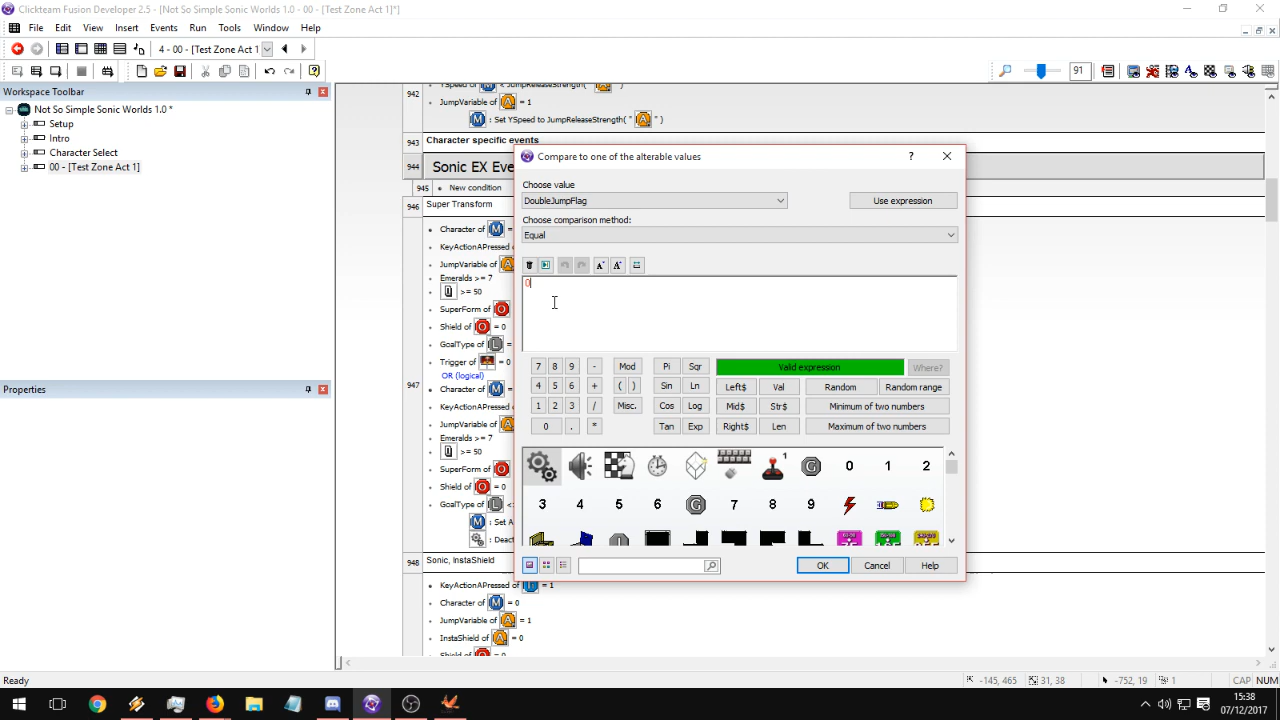 Clickteam Fusion Developer 2.5 - [Not So Simple Sonic Worlds 1.0 - 00 - [Test Zone Act 1]*]
File Edit View Insert Events Run Tools Window Help
4 - 00 - [Test Zone Act 1
91
Workspace Toolbar
Not So Simple Sonic Worlds 1.0 *
Setup
Intro
Character Select
00 - [Test Zone Act 1]
Properties
942
YSpeed of < JumpReleaseStrength( " " )
JumpVariable of = 1
: Set YSpeed to JumpReleaseStrength( " " )
943 Character specific events
944 Sonic EX Eve
945 New condition
946 Super Transform
947
Character of =
KeyActionAPressed
JumpVariable of
Emeralds >= 7
>= 50
SuperForm of
Shield of = 0
GoalType of =
Trigger of = 0
OR (logical)
Character of =
KeyActionAPressed
JumpVariable of
Emeralds >= 7
>= 50
SuperForm of
Shield of = 0
GoalType of <
: Set A
: Deac
948 Sonic, InstaShield
KeyActionAPressed of = 1
Character of = 0
JumpVariable of = 1
InstaShield of = 0
Shield of = 0
Compare to one of the alterable values
Choose value
DoubleJumpFlag
Use expression
Choose comparison method:
Equal
0
7 8 9 - Mod Pi Sqr Valid expression Where?
4 5 6 + ( ) Sin Ln Left$ Val Random Random range
1 2 3 / Misc. Cos Log Mid$ Str$ Minimum of two numbers
0 . * Tan Exp Right$ Len Maximum of two numbers
1 G 0 1 2
3 4 5 6 G 7 8 9
OK Cancel Help
Ready
-145, 465 31, 38 -752, 19 1 CAP NUM
15:38
07/12/2017